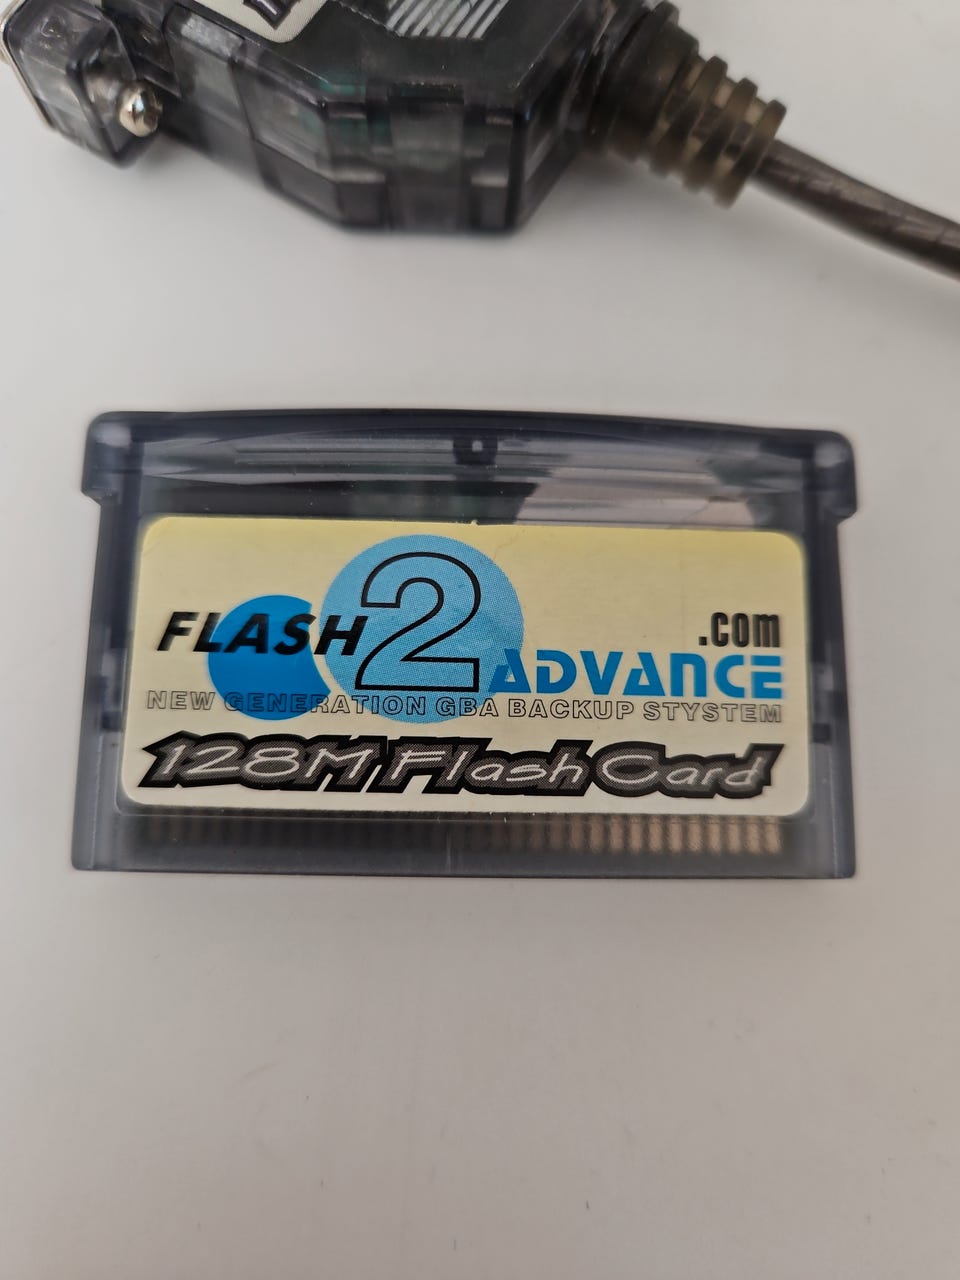 FLASH 2 ADVANCE .com
NEW GENERATION GBA BACKUP STYSTEM
128M Flash Card